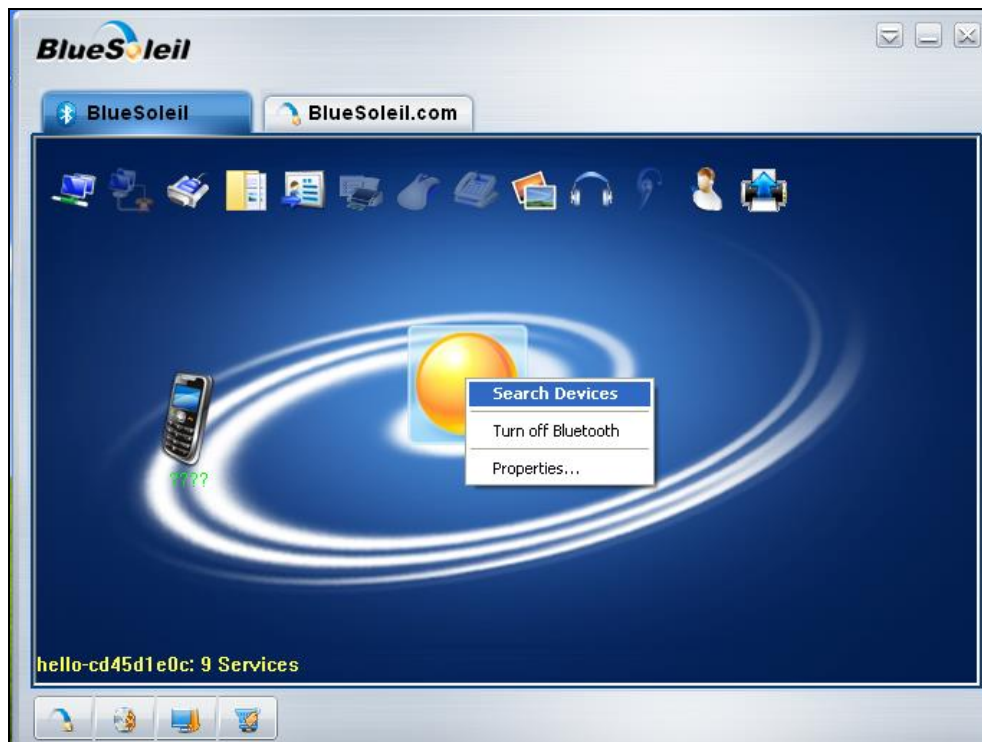 BlueSoleil
BlueSoleil
BlueSoleil.com
Search Devices
Turn off Bluetooth
Properties...
????
hello-cd45d1e0c: 9 Services